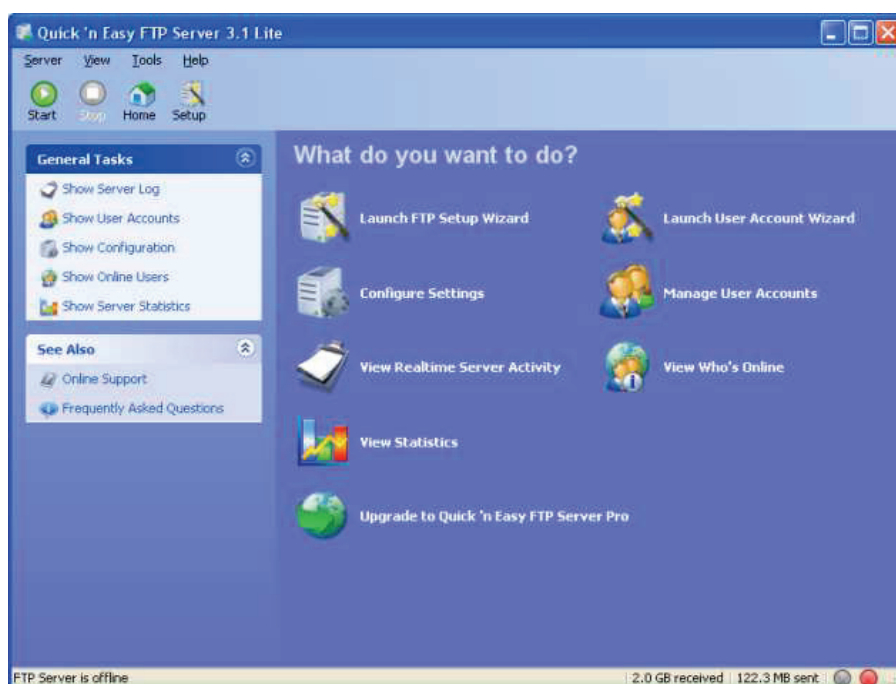 Quick 'n Easy FTP Server 3.1 Lite
Server View Tools Help
Start Stop Home Setup
General Tasks
Show Server Log
Show User Accounts
Show Configuration
Show Online Users
Show Server Statistics
See Also
Online Support
Frequently Asked Questions
What do you want to do?
Launch FTP Setup Wizard
Launch User Account Wizard
Configure Settings
Manage User Accounts
View Realtime Server Activity
View Who's Online
View Statistics
Upgrade to Quick 'n Easy FTP Server Pro
FTP Server is offline
2.0 GB received 122.3 MB sent